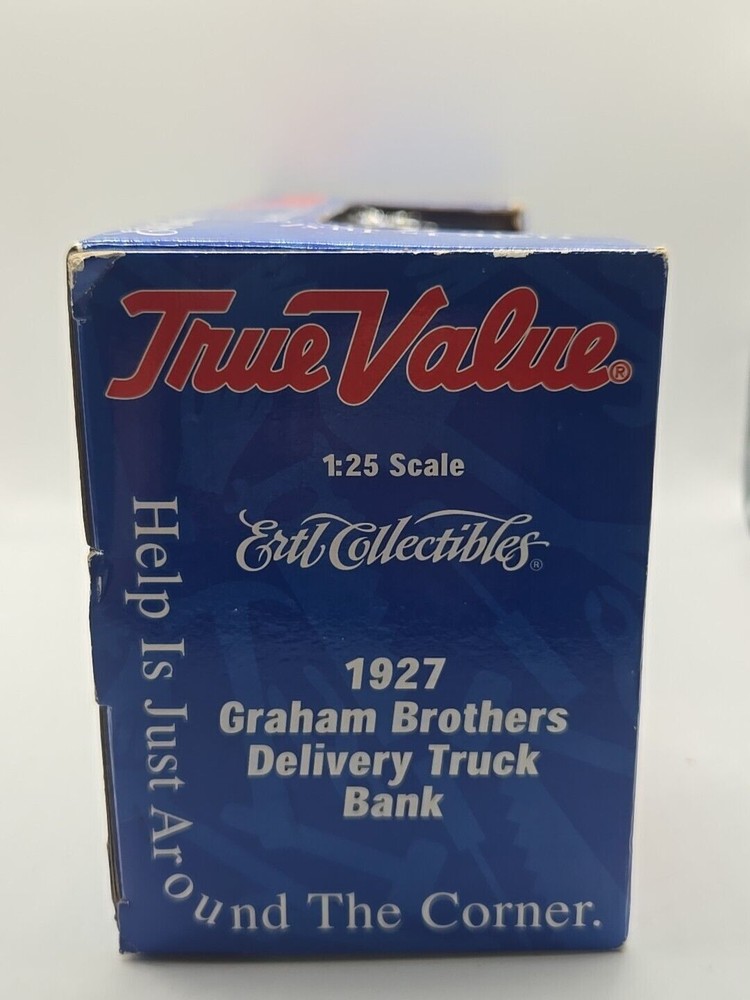 True Value®
1:25 Scale
Ertl Collectibles®
1927
Graham Brothers
Delivery Truck
Bank
Help Is Just Around The Corner.